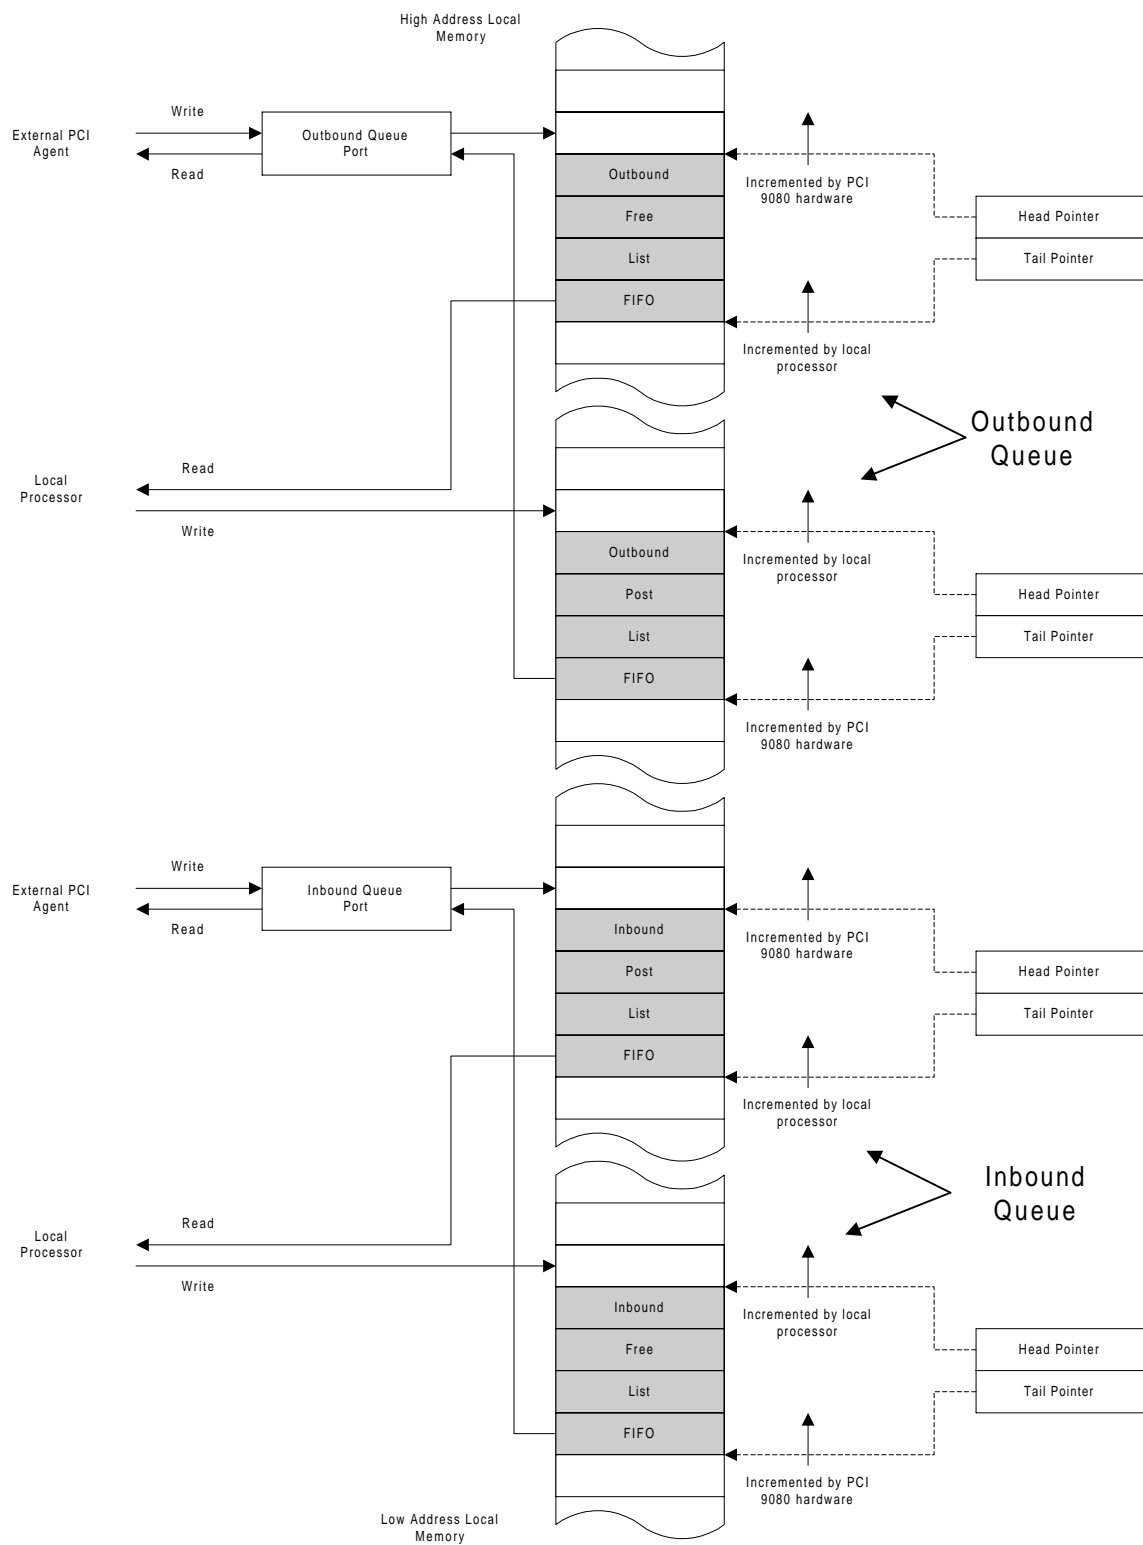 High Address Local
Memory
Write
External PCI
Agent
Outbound Queue
Port
Read
Outbound
Free
List
FIFO
Incremented by PCI
9080 hardware
Head Pointer
Tail Pointer
Incremented by local
processor
Outbound
Queue
Read
Local
Processor
Write
Outbound
Post
List
FIFO
Incremented by local
processor
Head Pointer
Tail Pointer
Incremented by PCI
9080 hardware
Write
External PCI
Agent
Inbound Queue
Port
Read
Inbound
Post
List
FIFO
Incremented by PCI
9080 hardware
Head Pointer
Tail Pointer
Incremented by local
processor
Inbound
Queue
Read
Local
Processor
Write
Inbound
Free
List
FIFO
Incremented by local
processor
Head Pointer
Tail Pointer
Incremented by PCI
9080 hardware
Low Address Local
Memory